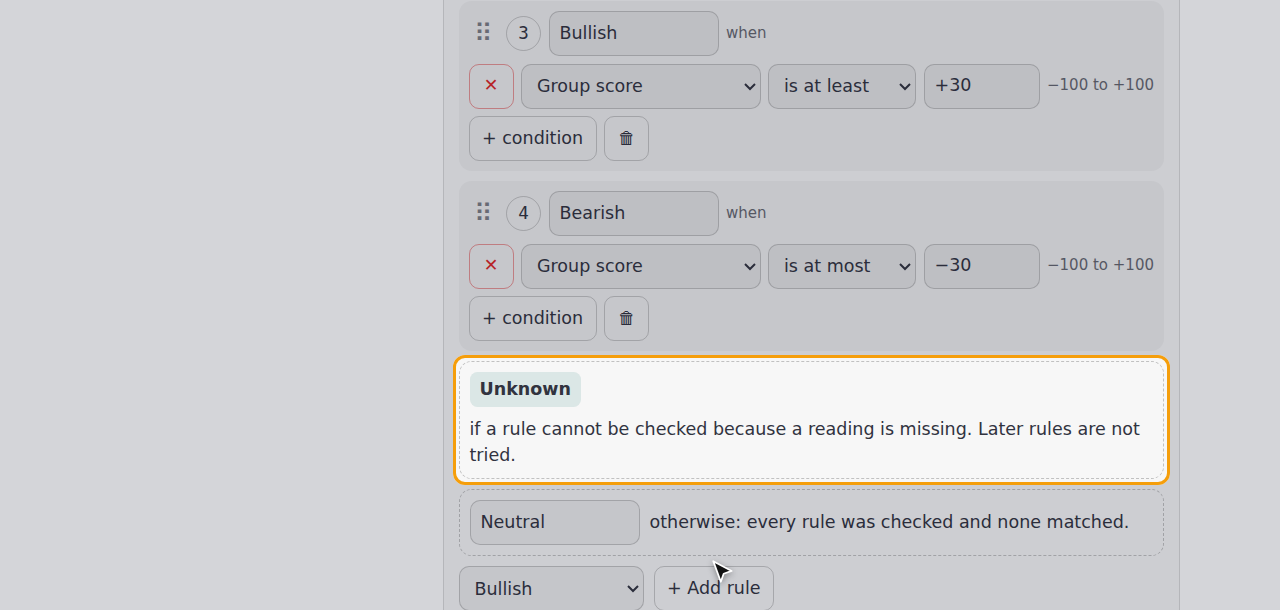 3 Bullish when
✕ Group score is at least +30 −100 to +100
+ condition
4 Bearish when
✕ Group score is at most −30 −100 to +100
+ condition
Unknown
if a rule cannot be checked because a reading is missing. Later rules are not
tried.
Neutral otherwise: every rule was checked and none matched.
Bullish + Add rule